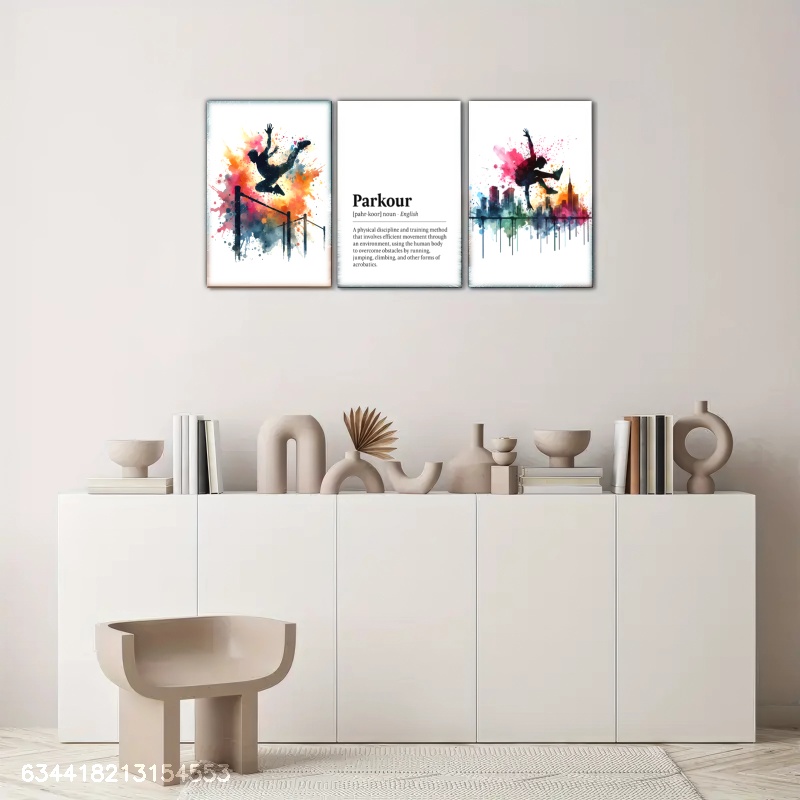 Parkour
[pahr·koor] noun · English
A physical discipline and training method
that involves efficient movement through
an environment, using the human body
to overcome obstacles by running,
jumping, climbing, and other forms of
acrobatics.
634418213154553